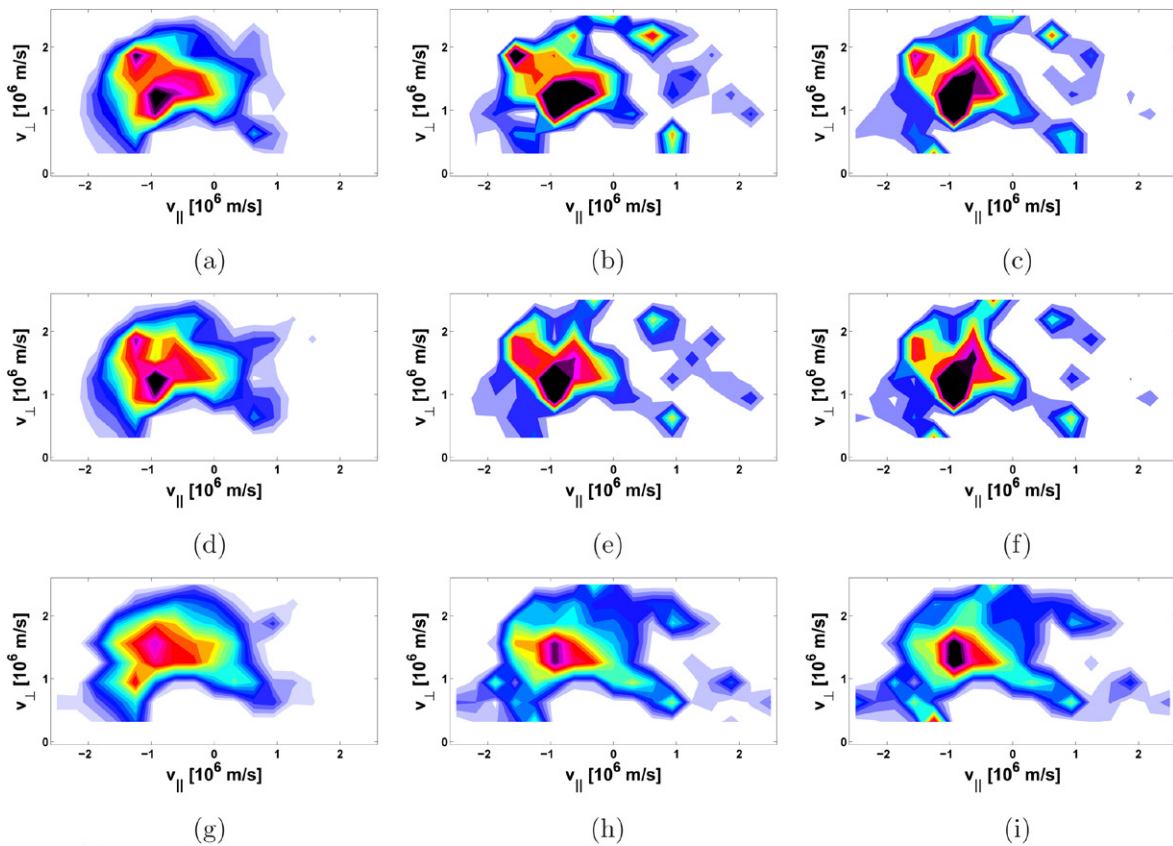 2 2 2
v⊥ [10⁶ m/s] v⊥ [10⁶ m/s] v⊥ [10⁶ m/s]
1 1 1
0 0 0
−2 −1 0 1 2 −2 −1 0 1 2 −2 −1 0 1 2
v|| [10⁶ m/s] v|| [10⁶ m/s] v|| [10⁶ m/s]
(a) (b) (c)
2 2 2
v⊥ [10⁶ m/s] v⊥ [10⁶ m/s] v⊥ [10⁶ m/s]
1 1 1
0 0 0
−2 −1 0 1 2 −2 −1 0 1 2 −2 −1 0 1 2
v|| [10⁶ m/s] v|| [10⁶ m/s] v|| [10⁶ m/s]
(d) (e) (f)
2 2 2
v⊥ [10⁶ m/s] v⊥ [10⁶ m/s] v⊥ [10⁶ m/s]
1 1 1
0 0 0
−2 −1 0 1 2 −2 −1 0 1 2 −2 −1 0 1 2
v|| [10⁶ m/s] v|| [10⁶ m/s] v|| [10⁶ m/s]
(g) (h) (i)